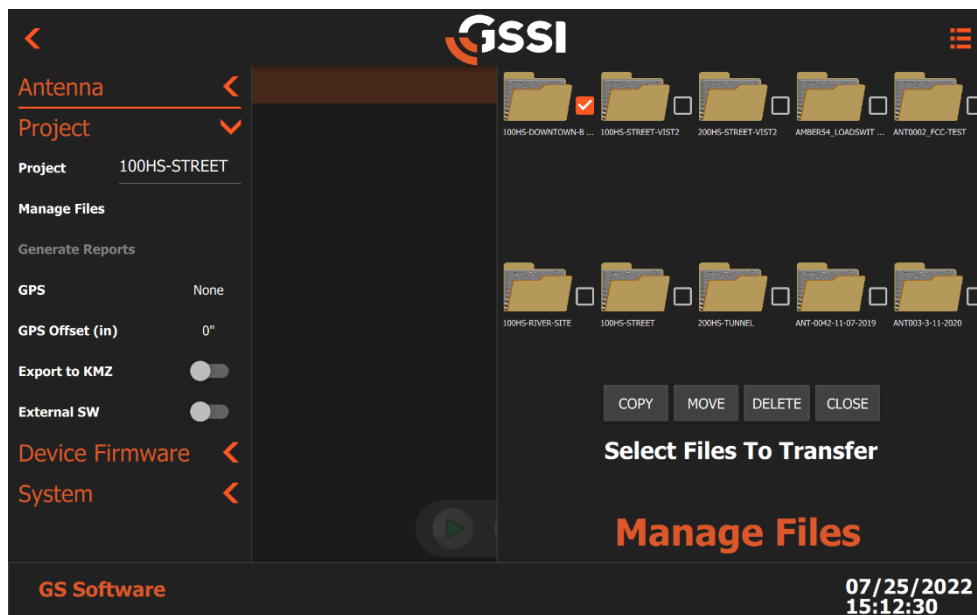 GSSI
Antenna
Project
Project 100HS-STREET
Manage Files
Generate Reports
GPS None
GPS Offset (in) 0"
Export to KMZ
External SW
Device Firmware
System
100HS-DOWNTOWN-B ... 100HS-STREET-VIST2 200HS-STREET-VIST2 AMBER54_LOADSWIT ... ANT0002_FCC-TEST
100HS-RIVER-SITE 100HS-STREET 200HS-TUNNEL ANT-0042-11-07-2019 ANT003-3-11-2020
COPY MOVE DELETE CLOSE
Select Files To Transfer
Manage Files
GS Software
07/25/2022
15:12:30